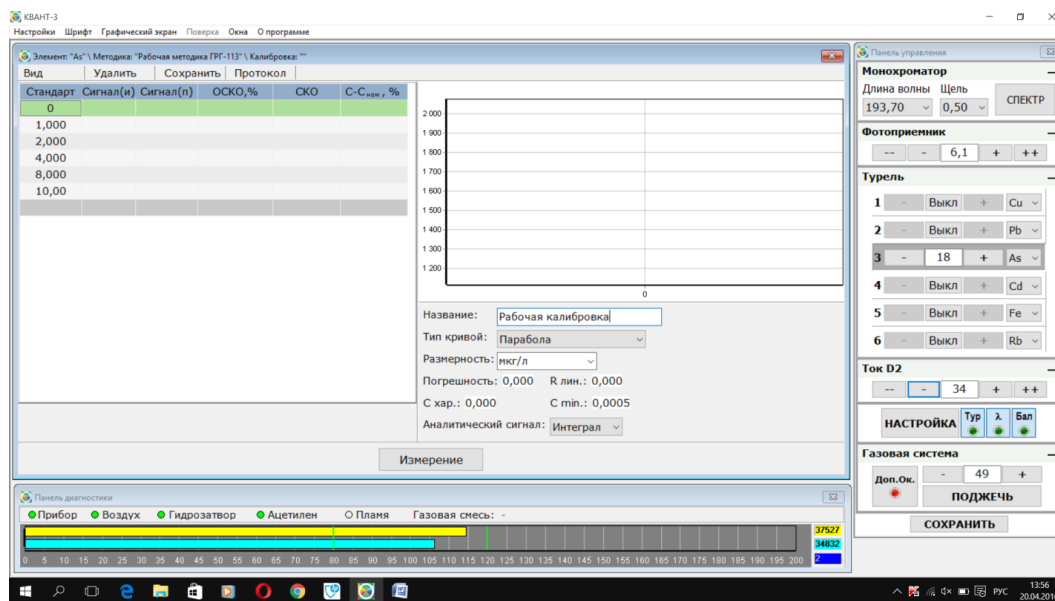 КВАНТ-3
Настройки Шрифт Графический экран Поверка Окна О программе
Элемент: "As" \ Методика: "Рабочая методика ГРГ-113" \ Калибровка: ""
Вид Удалить Сохранить Протокол
Стандарт Сигнал(и) Сигнал(п) ОСКО,% СКО С-Сном, %
0
1,000
2,000
4,000
8,000
10,00
2 000
1 900
1 800
1 700
1 600
1 500
1 400
1 300
1 200
0
Название: Рабочая калибровка
Тип кривой: Парабола
Размерность: мкг/л
Погрешность: 0,000 R лин.: 0,000
С хар.: 0,000 C min.: 0,0005
Аналитический сигнал: Интеграл
Измерение
Панель диагностики
Прибор Воздух Гидрозатвор Ацетилен Пламя Газовая смесь: -
37527
34832
2
0 5 10 15 20 25 30 35 40 45 50 55 60 65 70 75 80 85 90 95 100 105 110 115 120 125 130 135 140 145 150 155 160 165 170 175 180 185 190 195 200
Панель управления
Монохроматор
Длина волны Щель
193,70 0,50 СПЕКТР
Фотоприемник
-- - 6,1 + ++
Турель
1 - Выкл + Cu
2 - Выкл + Pb
3 - 18 + As
4 - Выкл + Cd
5 - Выкл + Fe
6 - Выкл + Rb
Ток D2
-- - 34 + ++
НАСТРОЙКА Тур λ Бал
Газовая система
Доп.Ок. - 49 +
ПОДЖЕЧЬ
СОХРАНИТЬ
РУС
13:56